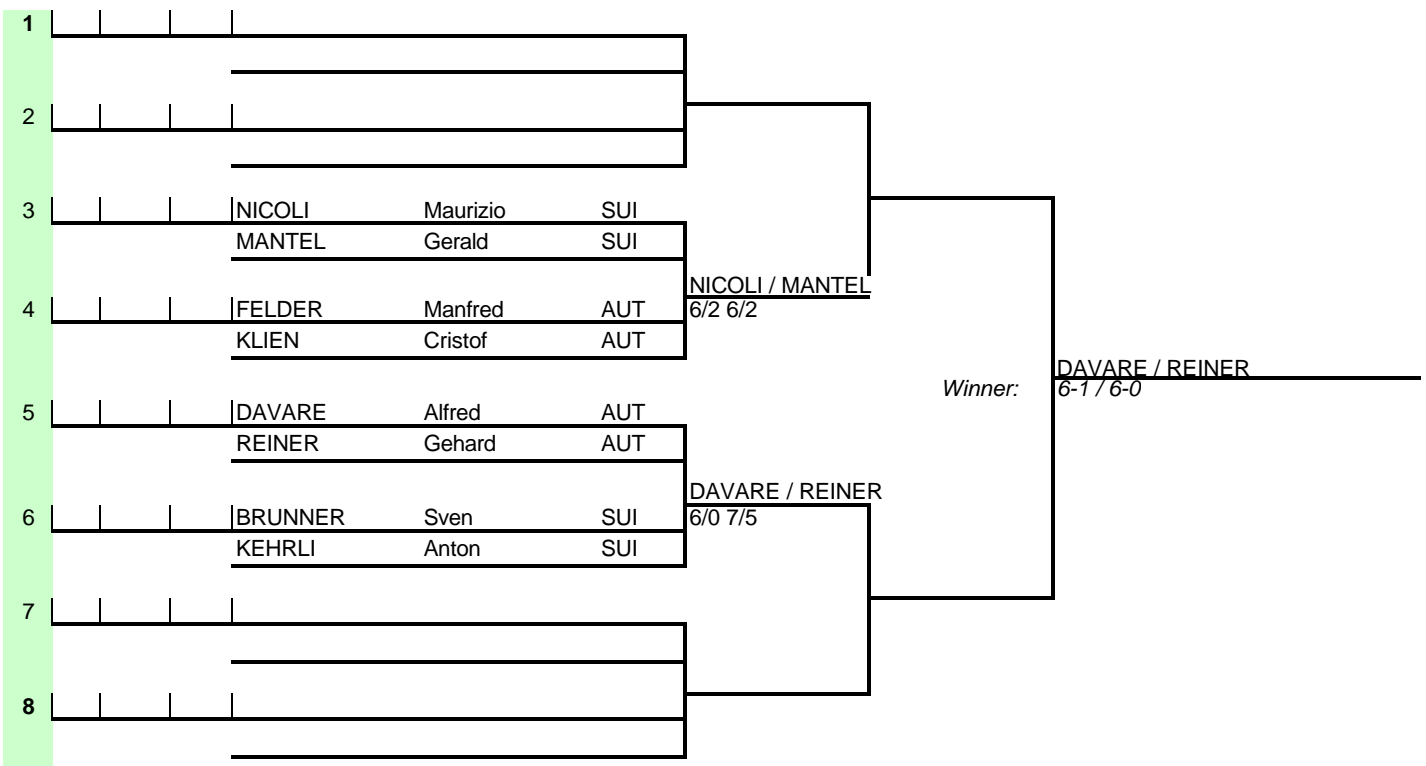 1
2
3 NICOLI Maurizio SUI
MANTEL Gerald SUI
NICOLI / MANTEL
4 FELDER Manfred AUT 6/2 6/2
KLIEN Cristof AUT
DAVARE / REINER
Winner: 6-1 / 6-0
5 DAVARE Alfred AUT
REINER Gehard AUT
DAVARE / REINER
6 BRUNNER Sven SUI 6/0 7/5
KEHRLI Anton SUI
7
8